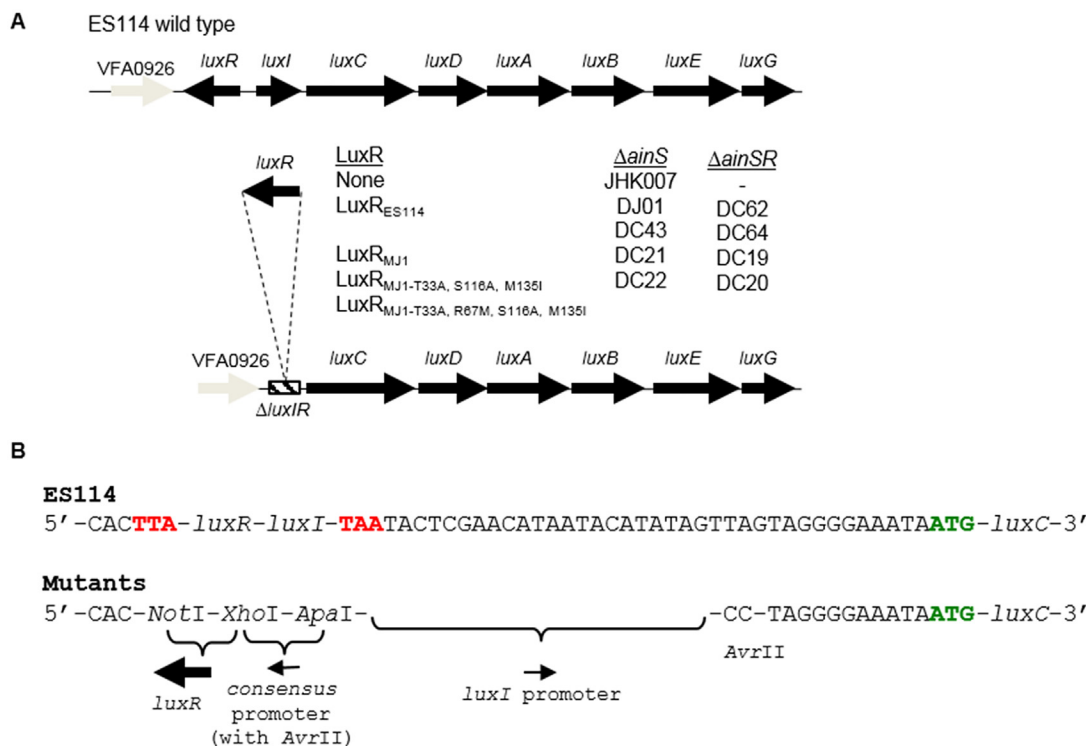 A
ES114 wild type
VFA0926 luxR luxI luxC luxD luxA luxB luxE luxG
luxR
LuxR ΔainS ΔainSR
None JHK007 -
LuxRES114 DJ01 DC62
DC43 DC64
LuxRMJ1 DC21 DC19
LuxRMJ1-T33A, S116A, M135I DC22 DC20
LuxRMJ1-T33A, R67M, S116A, M135I
VFA0926 luxC luxD luxA luxB luxE luxG
ΔluxIR
B
ES114
5′-CACTTA-luxR-luxI-TAATACTCGAACATAATACATATAGTTAGTAGGGGAAATAATG-luxC-3′
Mutants
5′-CAC-NotI-XhoI-ApaI- -CC-TAGGGGAAATAATG-luxC-3′
AvrII
luxR consensus promoter (with AvrII) luxI promoter